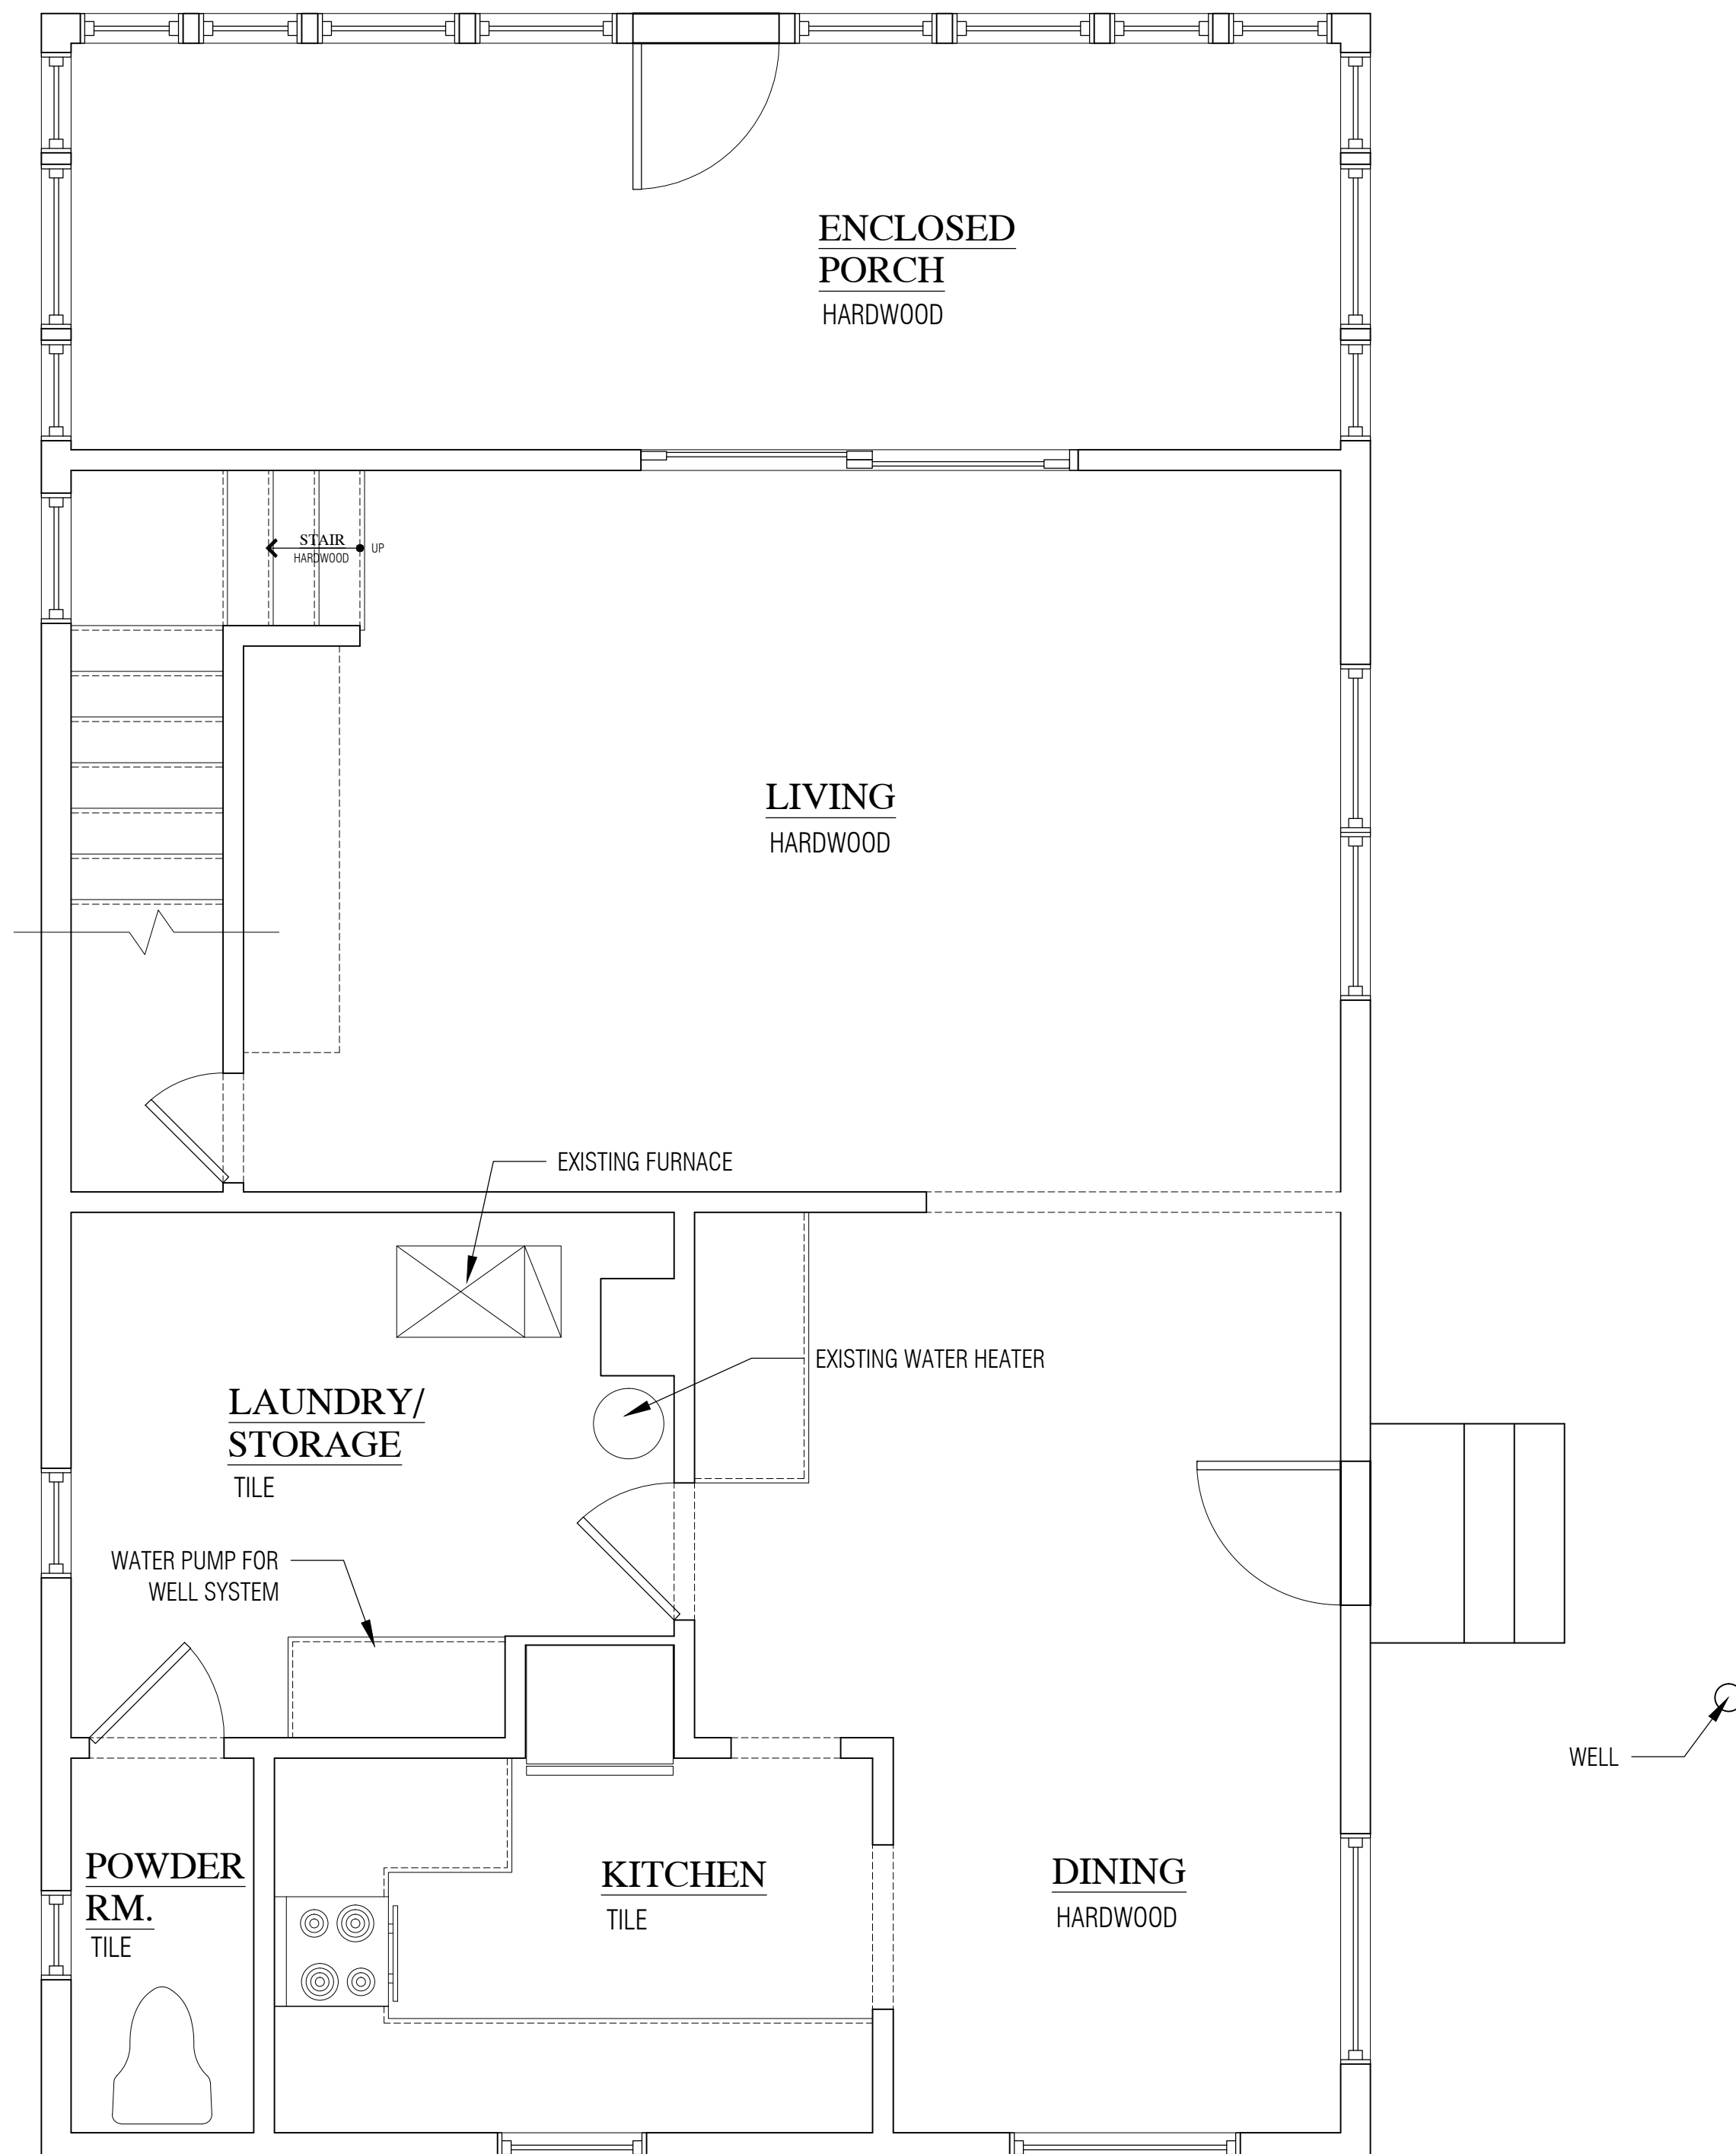 ENCLOSED
PORCH
HARDWOOD
STAIR
HARDWOOD
UP
LIVING
HARDWOOD
EXISTING FURNACE
EXISTING WATER HEATER
LAUNDRY/
STORAGE
TILE
WATER PUMP FOR
WELL SYSTEM
WELL
POWDER
RM.
TILE
KITCHEN
TILE
DINING
HARDWOOD